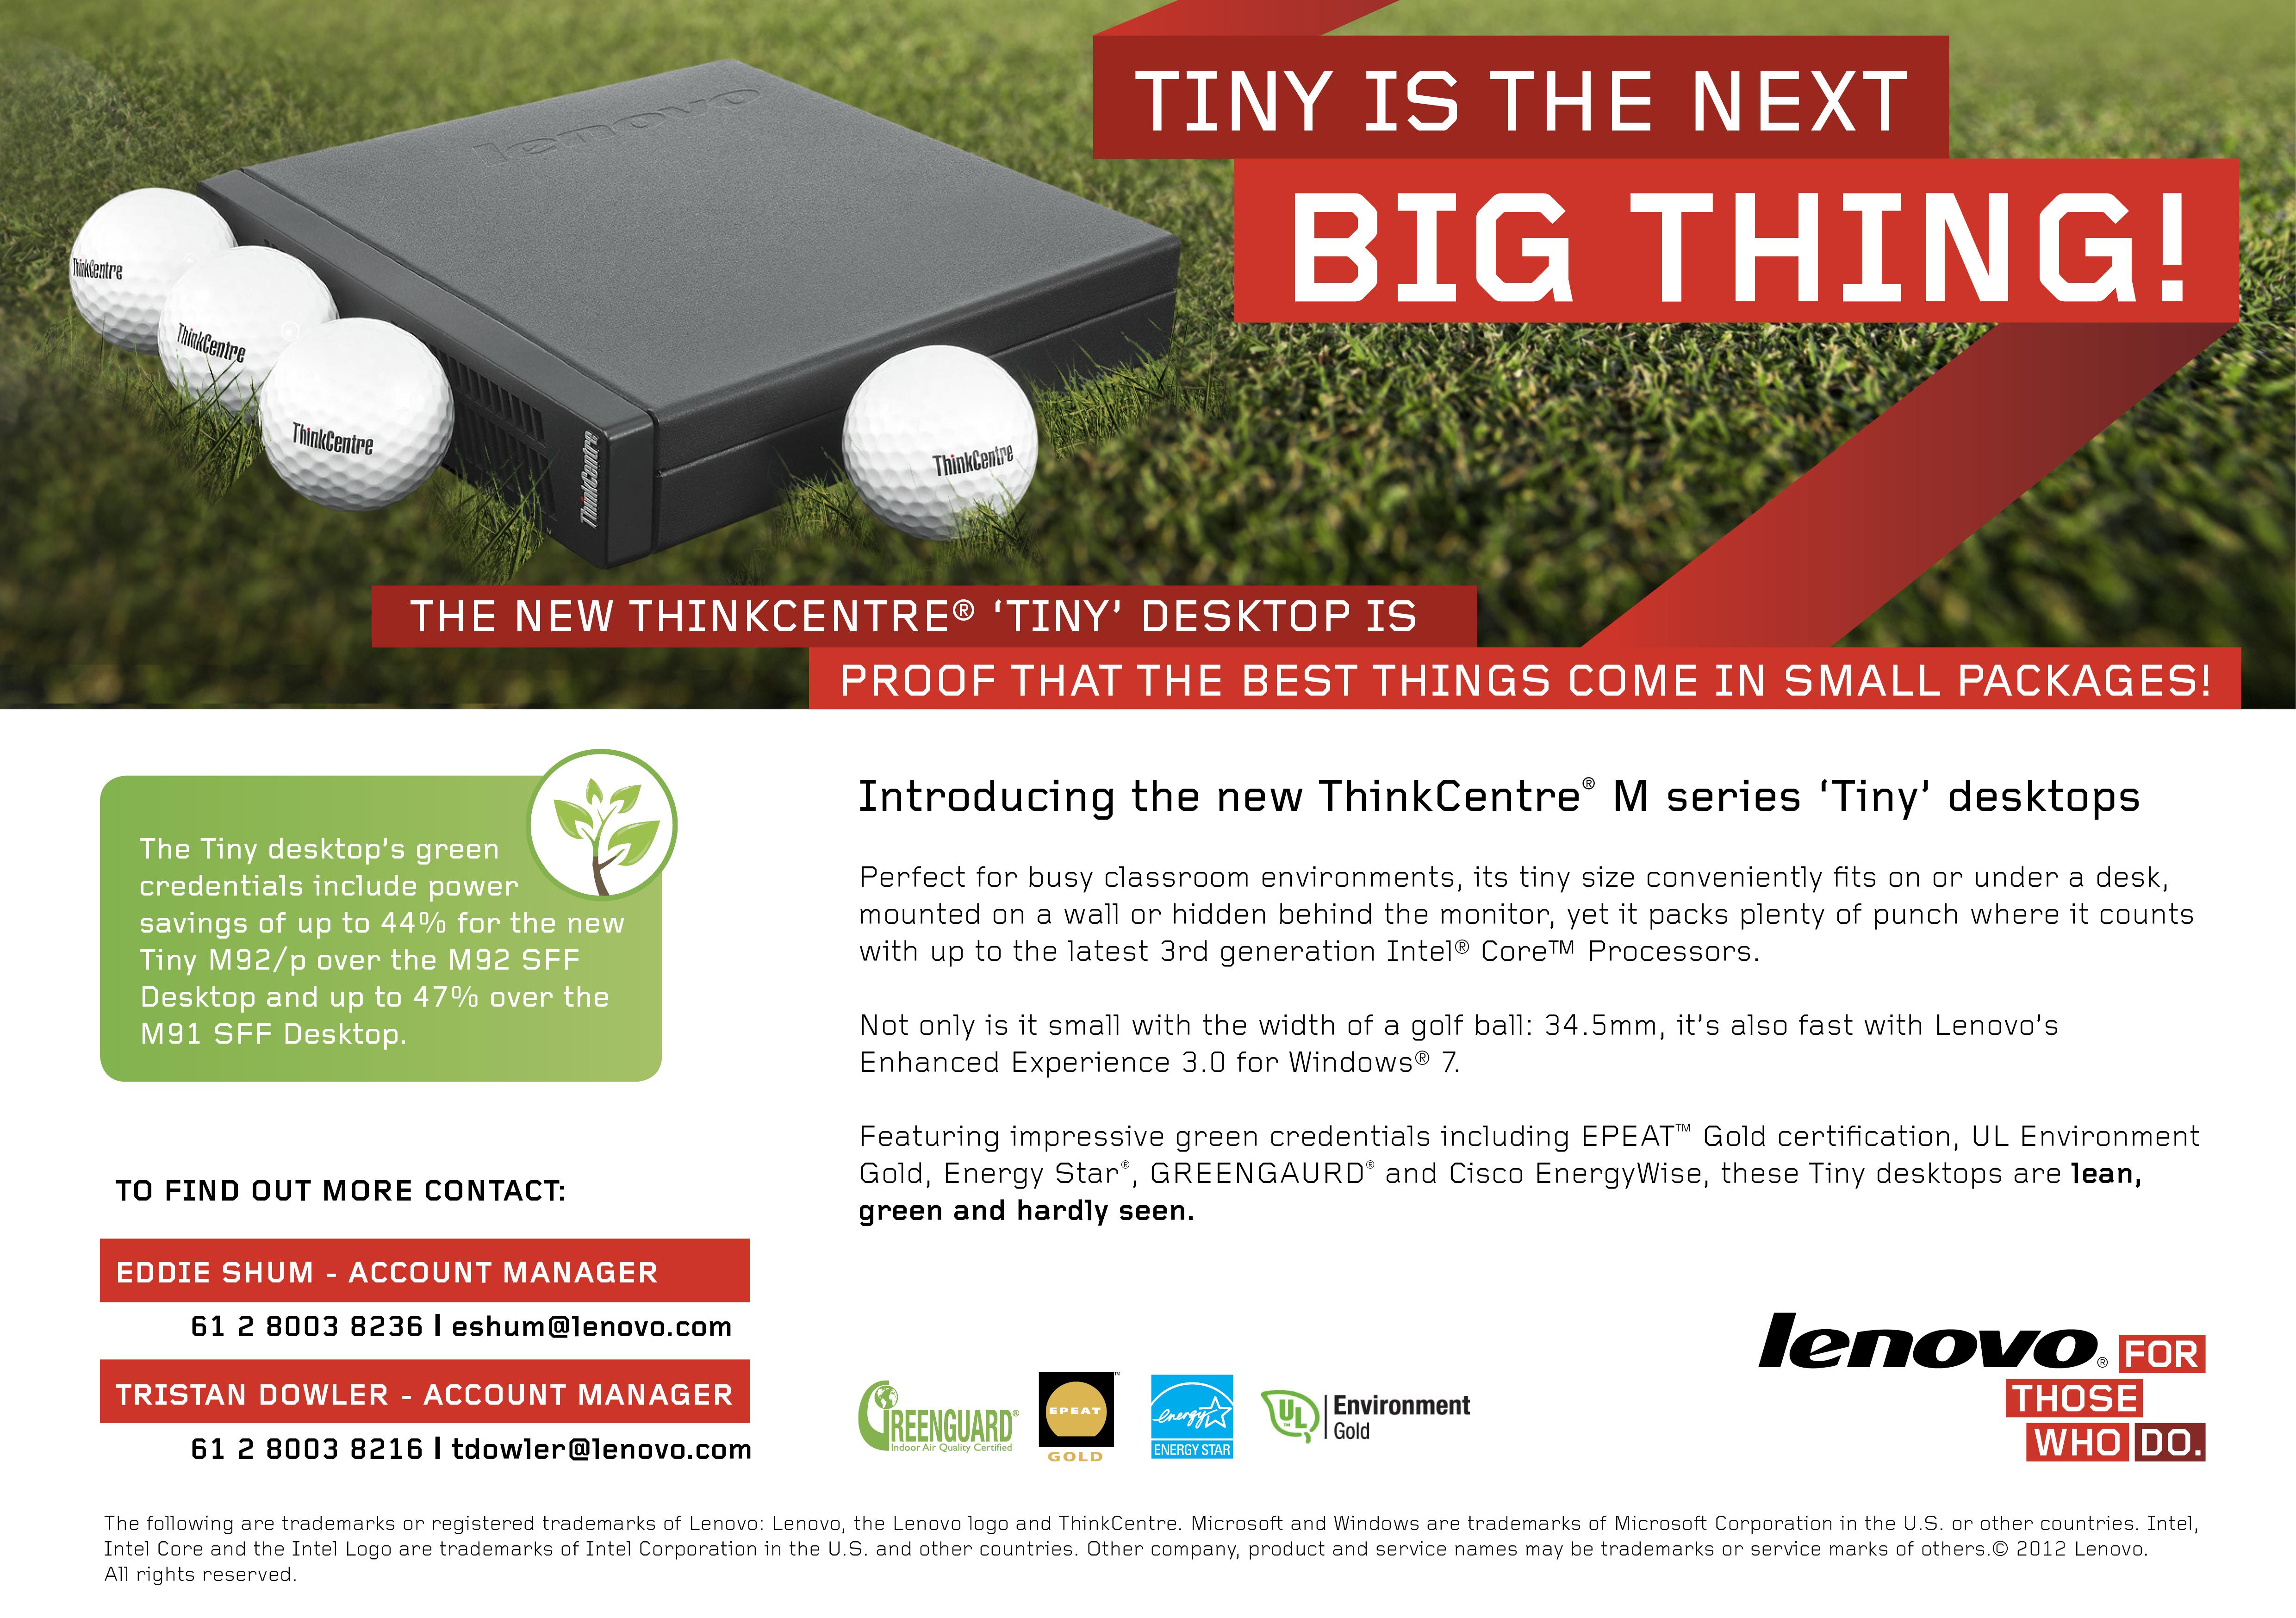 lenovo
TINY IS THE NEXT
BIG THING!
ThinkCentre
ThinkCentre
ThinkCentre
ThinkCentre
ThinkCentre
THE NEW THINKCENTRE® ‘TINY’ DESKTOP IS
PROOF THAT THE BEST THINGS COME IN SMALL PACKAGES!
The Tiny desktop’s green
credentials include power
savings of up to 44% for the new
Tiny M92/p over the M92 SFF
Desktop and up to 47% over the
M91 SFF Desktop.
TO FIND OUT MORE CONTACT:
EDDIE SHUM - ACCOUNT MANAGER
61 2 8003 8236 | eshum@lenovo.com
TRISTAN DOWLER - ACCOUNT MANAGER
61 2 8003 8216 | tdowler@lenovo.com
Introducing the new ThinkCentre® M series ‘Tiny’ desktops
Perfect for busy classroom environments, its tiny size conveniently fits on or under a desk,
mounted on a wall or hidden behind the monitor, yet it packs plenty of punch where it counts
with up to the latest 3rd generation Intel® Core™ Processors.
Not only is it small with the width of a golf ball: 34.5mm, it’s also fast with Lenovo’s
Enhanced Experience 3.0 for Windows® 7.
Featuring impressive green credentials including EPEAT™ Gold certification, UL Environment
Gold, Energy Star®, GREENGAURD® and Cisco EnergyWise, these Tiny desktops are lean,
green and hardly seen.
GREENGUARD®
Indoor Air Quality Certified
EPEAT™
GOLD
energy
ENERGY STAR
UL™
Environment
Gold
lenovo® FOR
THOSE
WHO DO.
The following are trademarks or registered trademarks of Lenovo: Lenovo, the Lenovo logo and ThinkCentre. Microsoft and Windows are trademarks of Microsoft Corporation in the U.S. or other countries. Intel,
Intel Core and the Intel Logo are trademarks of Intel Corporation in the U.S. and other countries. Other company, product and service names may be trademarks or service marks of others.© 2012 Lenovo.
All rights reserved.